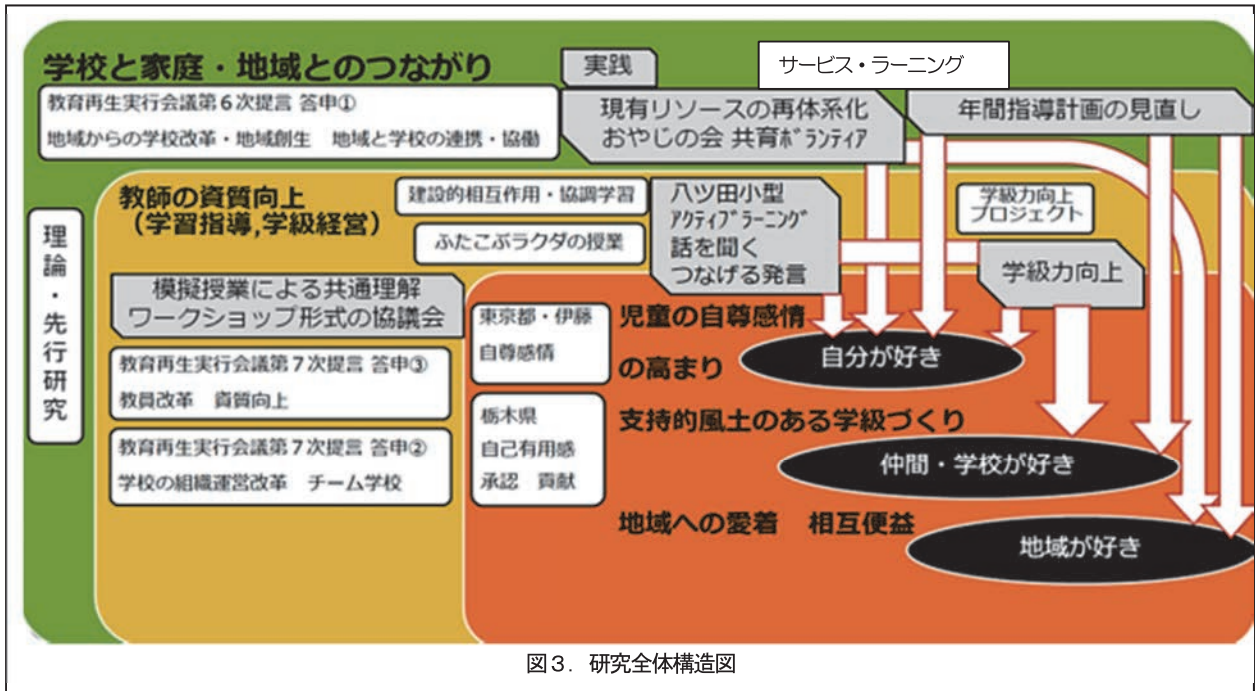 学校と家庭・地域とのつながり
実践
サービス・ラーニング
教育再生実行会議第６次提言 答申①
地域からの学校改革・地域創生　地域と学校の連携・協働
現有リソースの再体系化
おやじの会 共育ﾎﾞﾗﾝﾃｨｱ
年間指導計画の見直し
理論・先行研究
教師の資質向上
（学習指導,学級経営）
建設的相互作用・協調学習
ふたこぶラクダの授業
八ツ田小型
ｱｸﾃｨﾌﾞﾗｰﾆﾝｸﾞ
話を聞く
つなげる発言
学級力向上
プロジェクト
学級力向上
模擬授業による共通理解
ワークショップ形式の協議会
教育再生実行会議第７次提言 答申③
教員改革　資質向上
教育再生実行会議第７次提言 答申②
学校の組織運営改革　チーム学校
東京都・伊藤
自尊感情
栃木県
自己有用感
承認　貢献
児童の自尊感情
の高まり
自分が好き
支持的風土のある学級づくり
仲間・学校が好き
地域への愛着　相互便益
地域が好き
図３．研究全体構造図